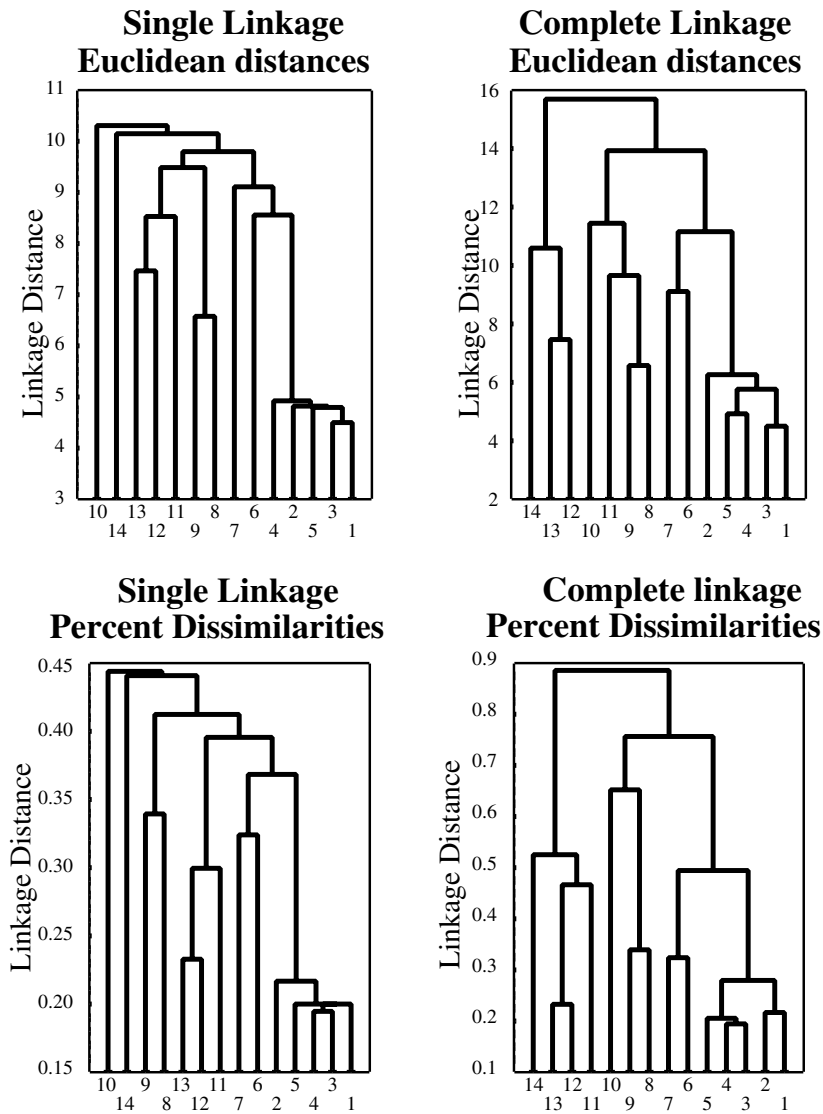 Single Linkage
Euclidean distances
11
10
9
8
7
6
5
4
3
Linkage Distance
10 13 11 8 6 2 3
14 12 9 7 4 5 1
Complete Linkage
Euclidean distances
16
14
12
10
8
6
4
2
Linkage Distance
14 12 11 8 6 5 3
13 10 9 7 2 4 1
Single Linkage
Percent Dissimilarities
0.45
0.40
0.35
0.30
0.25
0.20
0.15
Linkage Distance
10 9 13 11 6 5 3
14 8 12 7 2 4 1
Complete linkage
Percent Dissimilarities
0.9
0.8
0.7
0.6
0.5
0.4
0.3
0.2
0.1
Linkage Distance
14 12 10 8 6 4 2
13 11 9 7 5 3 1